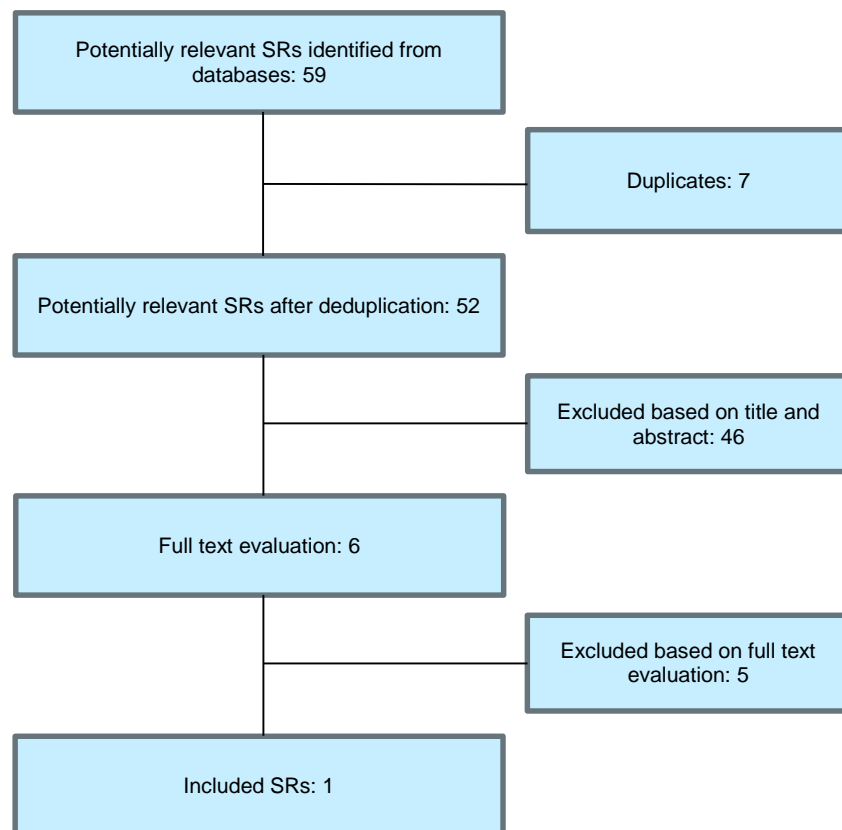 Potentially relevant SRs identified from
databases: 59
Duplicates: 7
Potentially relevant SRs after deduplication: 52
Excluded based on title and
abstract: 46
Full text evaluation: 6
Excluded based on full text
evaluation: 5
Included SRs: 1